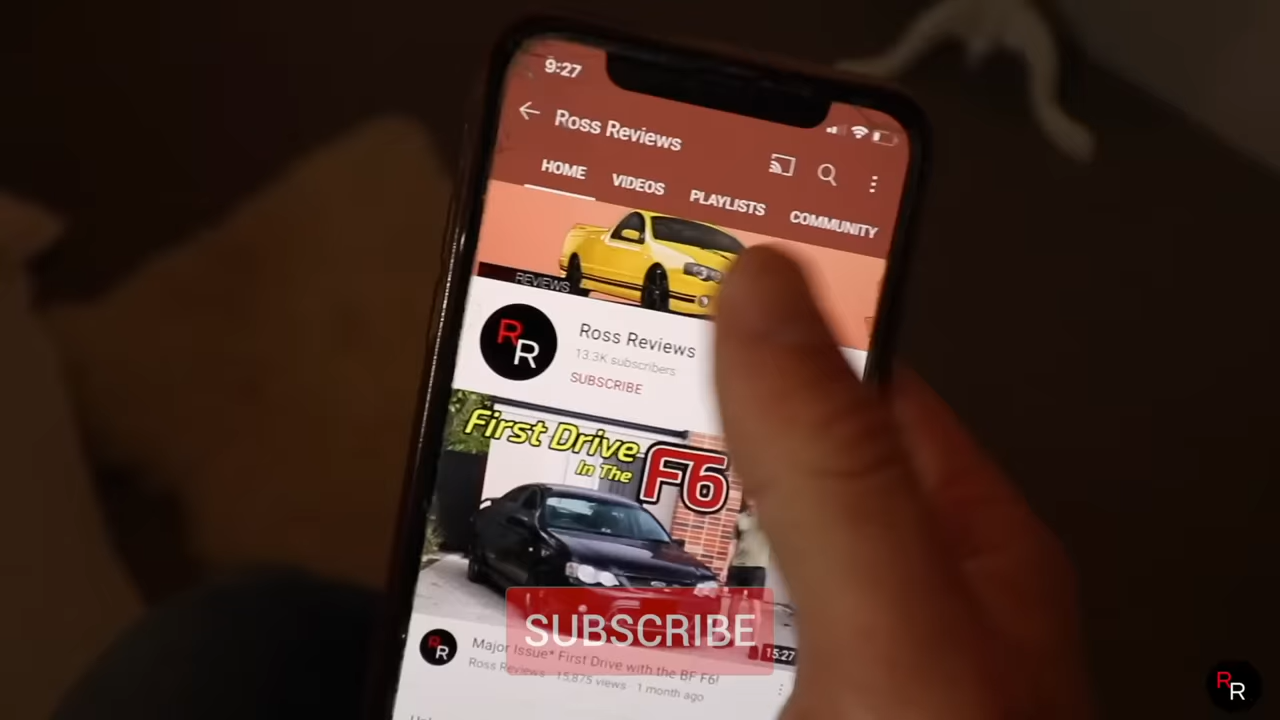 9:27
Ross Reviews
HOME VIDEOS PLAYLISTS COMMUNITY
REVIEWS
R
R
Ross Reviews
13.3K subscribers
SUBSCRIBE
First Drive
In The F6
SUBSCRIBE
15:27
R
R
Major Issue* First Drive with the BF F6!
Ross Reviews · 15,875 views · 1 month ago
R
R